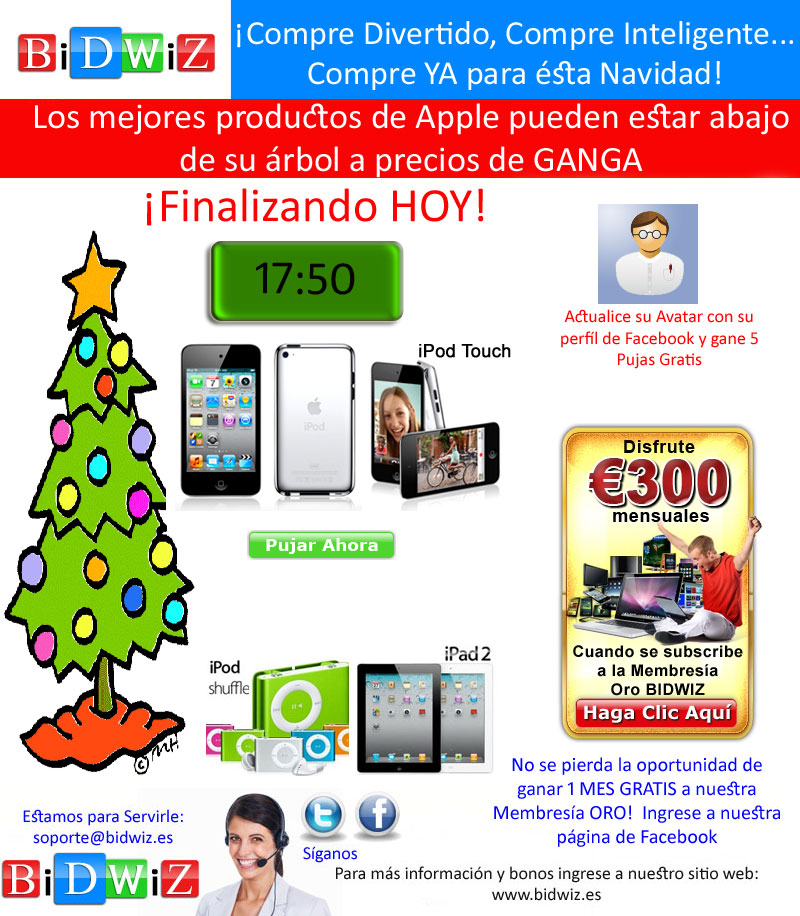 BiDWiZ
¡Compre Divertido, Compre Inteligente...
Compre YA para ésta Navidad!
Los mejores productos de Apple pueden estar abajo
de su árbol a precios de GANGA
¡Finalizando HOY!
17:50
Actualice su Avatar con su
perfíl de Facebook y gane 5
Pujas Gratis
iPod Touch
iPod
Pujar Ahora
Disfrute
€300
mensuales
Cuando se subscribe
a la Membresía
Oro BIDWIZ
Haga Clic Aquí
iPod
shuffle
iPad 2
© MH.
No se pierda la oportunidad de
ganar 1 MES GRATIS a nuestra
Membresía ORO! Ingrese a nuestra
página de Facebook
Estamos para Servirle:
soporte@bidwiz.es
Síganos
BiDWiZ
Para más información y bonos ingrese a nuestro sitio web:
www.bidwiz.es